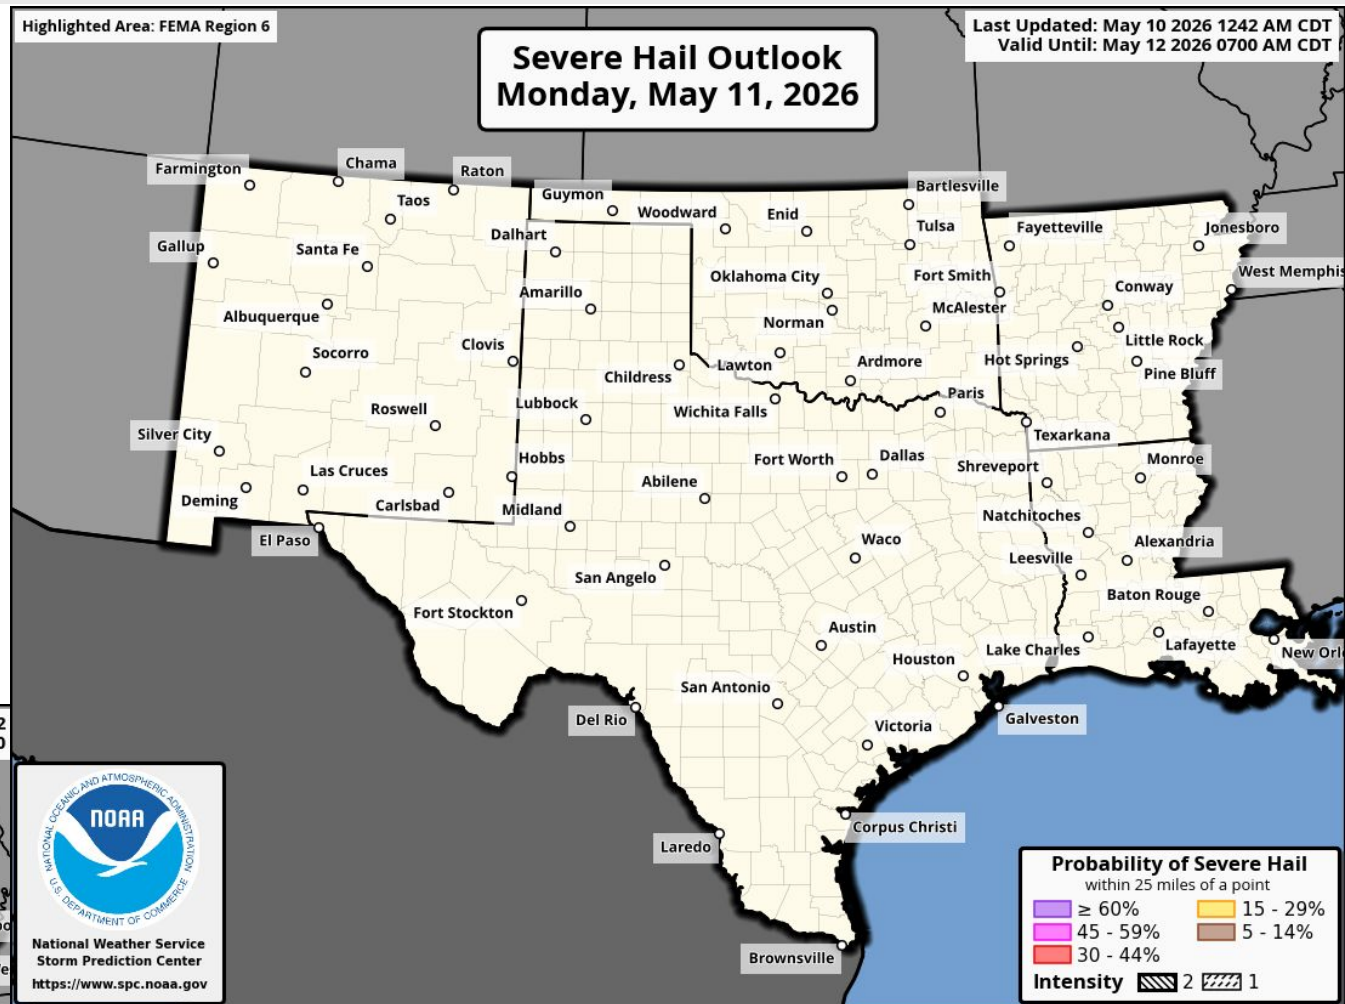 Highlighted Area: FEMA Region 6
Severe Hail Outlook
Monday, May 11, 2026
Last Updated: May 10 2026 1242 AM CDT
Valid Until: May 12 2026 0700 AM CDT
Farmington
Chama
Raton
Taos
Guymon
Woodward
Enid
Bartlesville
Tulsa
Fayetteville
Jonesboro
Gallup
Santa Fe
Dalhart
Oklahoma City
Fort Smith
West Memphis
Amarillo
Conway
Albuquerque
Norman
McAlester
Socorro
Clovis
Little Rock
Childress
Lawton
Ardmore
Hot Springs
Pine Bluff
Roswell
Lubbock
Wichita Falls
Paris
Silver City
Texarkana
Las Cruces
Hobbs
Abilene
Fort Worth
Dallas
Shreveport
Monroe
Deming
Carlsbad
Midland
Natchitoches
El Paso
Waco
Alexandria
San Angelo
Leesville
Fort Stockton
Baton Rouge
Austin
Houston
Lake Charles
Lafayette
New Orl
San Antonio
Del Rio
Victoria
Galveston
Corpus Christi
Laredo
Brownsville
2
0
NATIONAL OCEANIC AND ATMOSPHERIC ADMINISTRATION
NOAA
U.S. DEPARTMENT OF COMMERCE
National Weather Service
Storm Prediction Center
https://www.spc.noaa.gov
Probability of Severe Hail
within 25 miles of a point
≥ 60% 15 - 29%
45 - 59% 5 - 14%
30 - 44%
Intensity 2 1